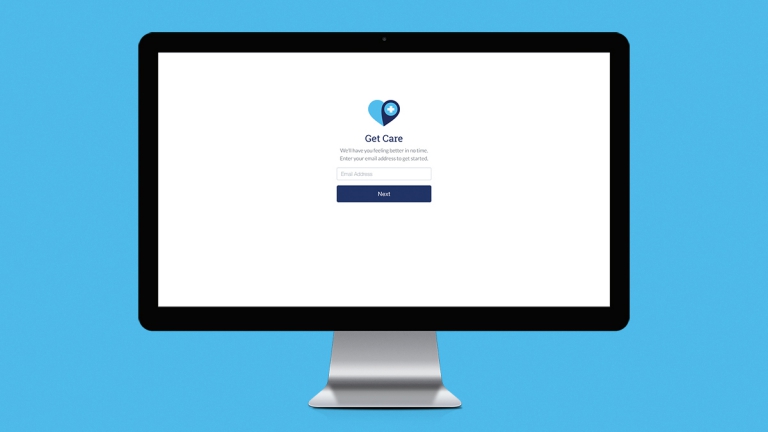 Get Care
We'll have you feeling better in no time.
Enter your email address to get started.
Email Address
Next